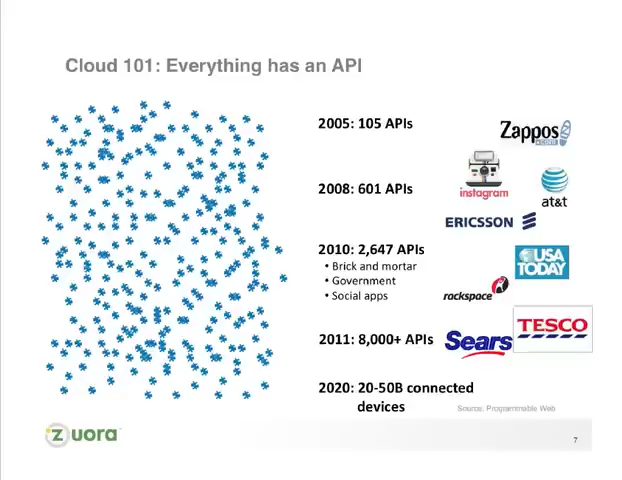 Cloud 101: Everything has an API
2005: 105 APIs
Zappos
.com
2008: 601 APIs
instagram
at&t
ERICSSON
2010: 2,647 APIs
• Brick and mortar
• Government
• Social apps
USA
TODAY
rackspace
2011: 8,000+ APIs
Sears
TESCO
2020: 20-50B connected
devices
Source: Programmable Web
zuora
7